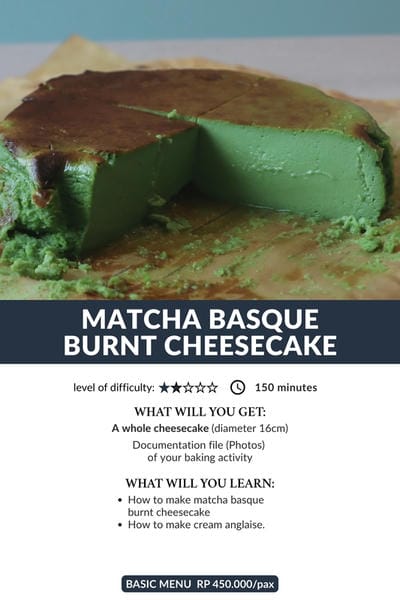 MATCHA BASQUE
BURNT CHEESECAKE
level of difficulty: ★★☆☆☆ 150 minutes
WHAT WILL YOU GET:
A whole cheesecake (diameter 16cm)
Documentation file (Photos)
of your baking activity
WHAT WILL YOU LEARN:
• How to make matcha basque
burnt cheesecake
• How to make cream anglaise.
BASIC MENU RP 450.000/pax